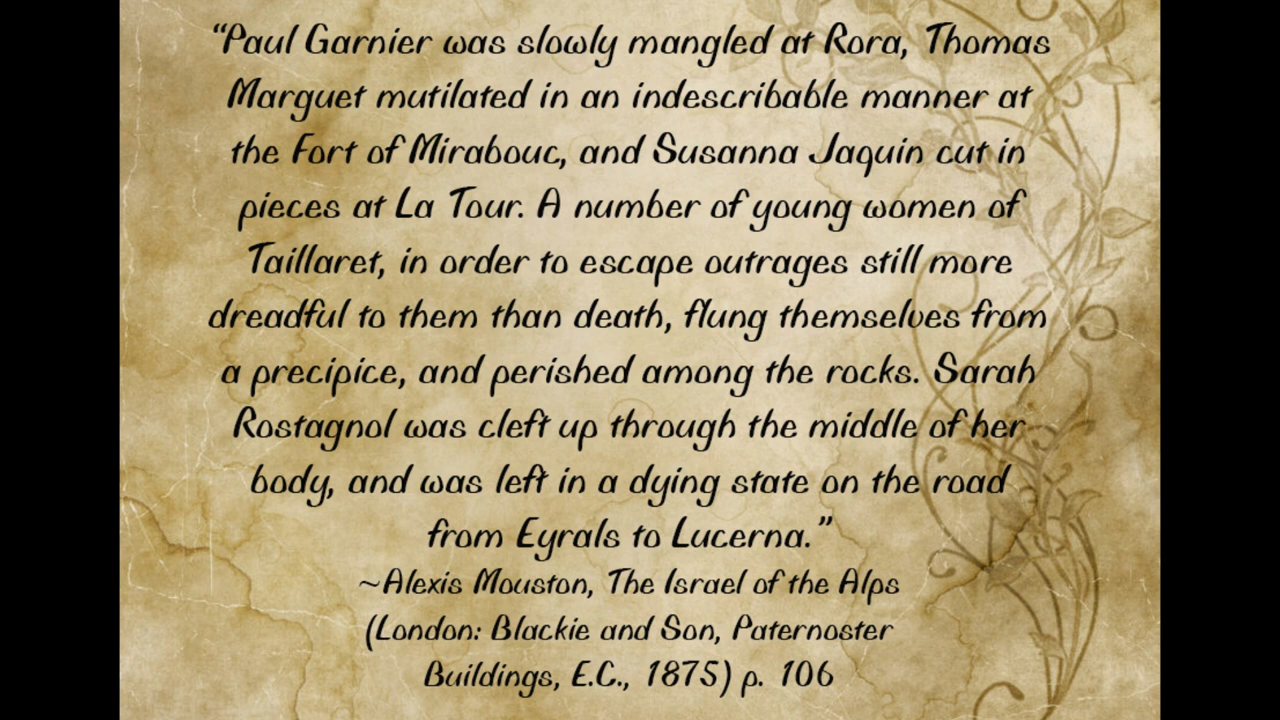 “Paul Garnier was slowly mangled at Rora, Thomas
Marguet mutilated in an indescribable manner at
the Fort of Mirabouc, and Susanna Jaquin cut in
pieces at La Tour. A number of young women of
Taillaret, in order to escape outrages still more
dreadful to them than death, flung themselves from
a precipice, and perished among the rocks. Sarah
Rostagnol was cleft up through the middle of her
body, and was left in a dying state on the road
from Eyrals to Lucerna.”
~Alexis Mouston, The Israel of the Alps
(London: Blackie and Son, Paternoster
Buildings, E.C., 1875) p. 106